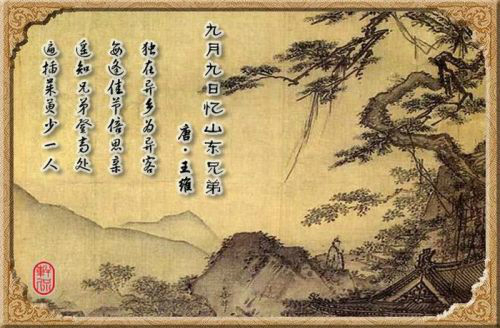 九月九日忆山东兄弟
唐·王维
独在异乡为异客
每逢佳节倍思亲
遥知兄弟登高处
遍插茱萸少一人